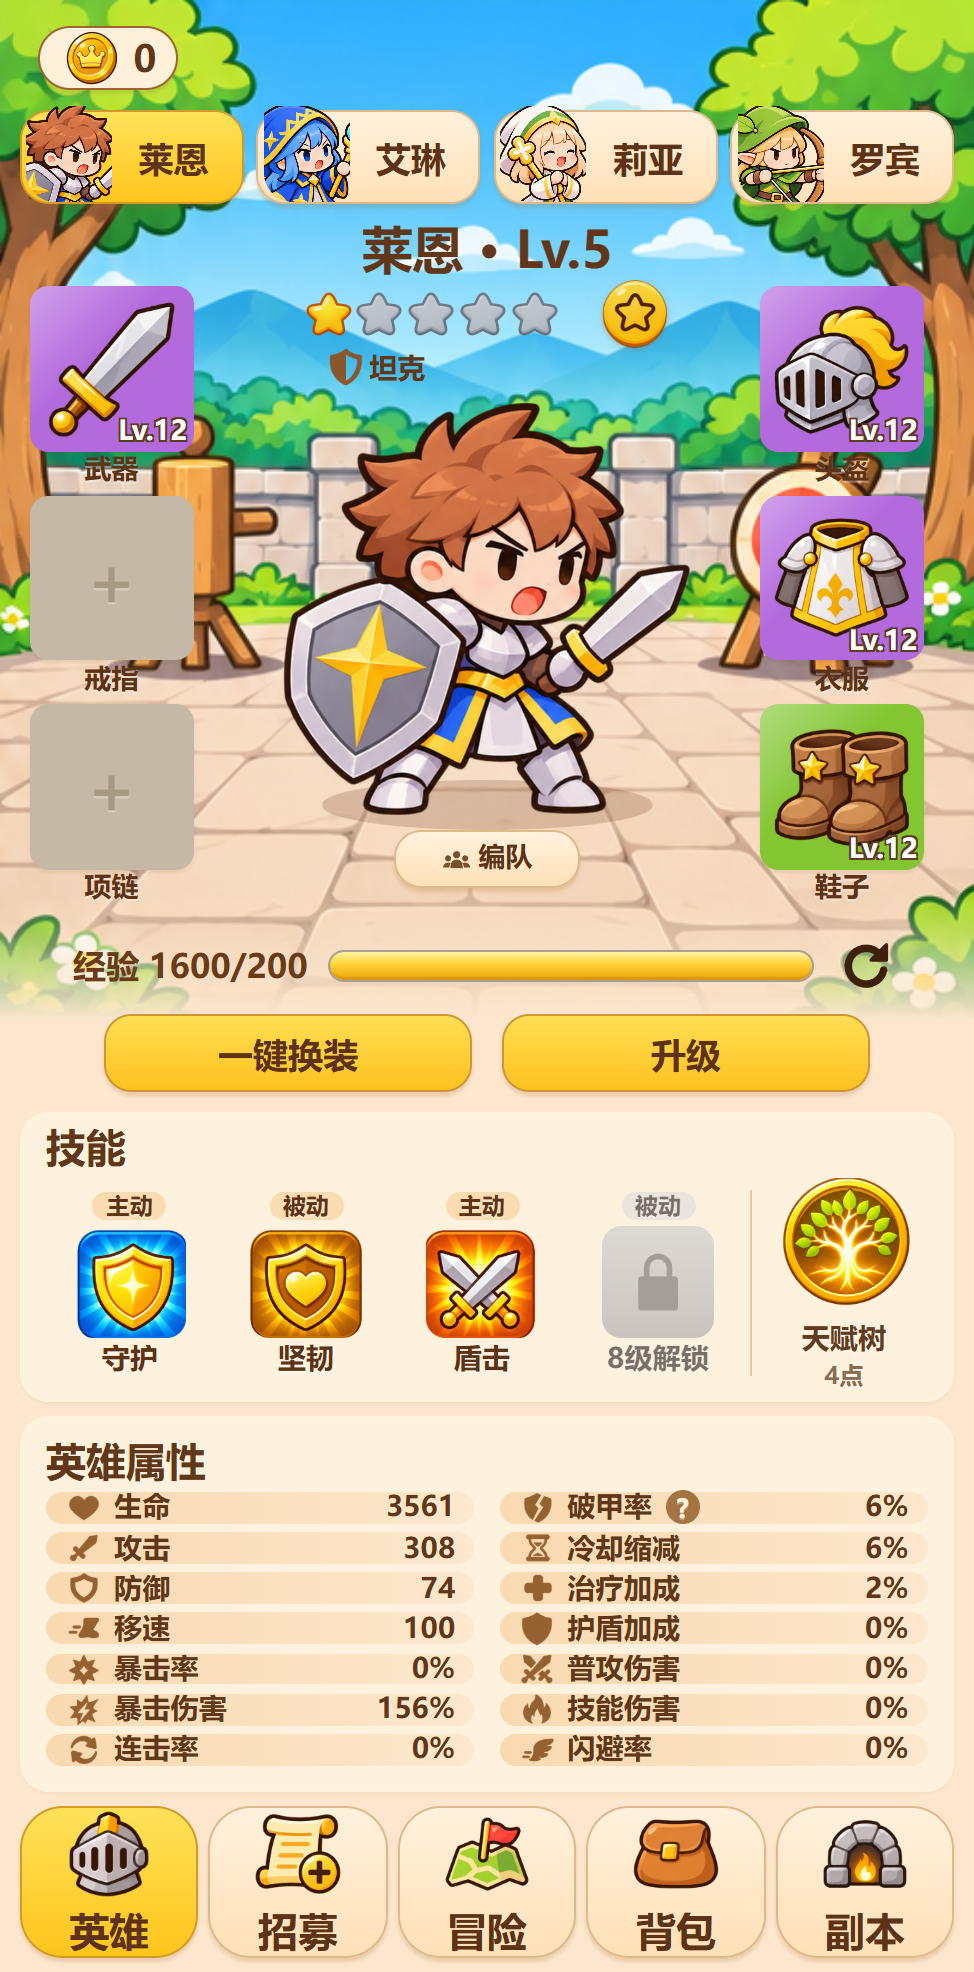 0
莱恩
艾琳
莉亚
罗宾
莱恩·Lv.5
坦克
Lv.12
武器
Lv.12
头盔
+
戒指
Lv.12
衣服
+
项链
Lv.12
鞋子
编队
经验 1600/200
一键换装
升级
技能
主动
被动
主动
被动
守护
坚韧
盾击
8级解锁
天赋树
4点
英雄属性
生命 3561
破甲率 ? 6%
攻击 308
冷却缩减 6%
防御 74
治疗加成 2%
移速 100
护盾加成 0%
暴击率 0%
普攻伤害 0%
暴击伤害 156%
技能伤害 0%
连击率 0%
闪避率 0%
英雄
招募
冒险
背包
副本